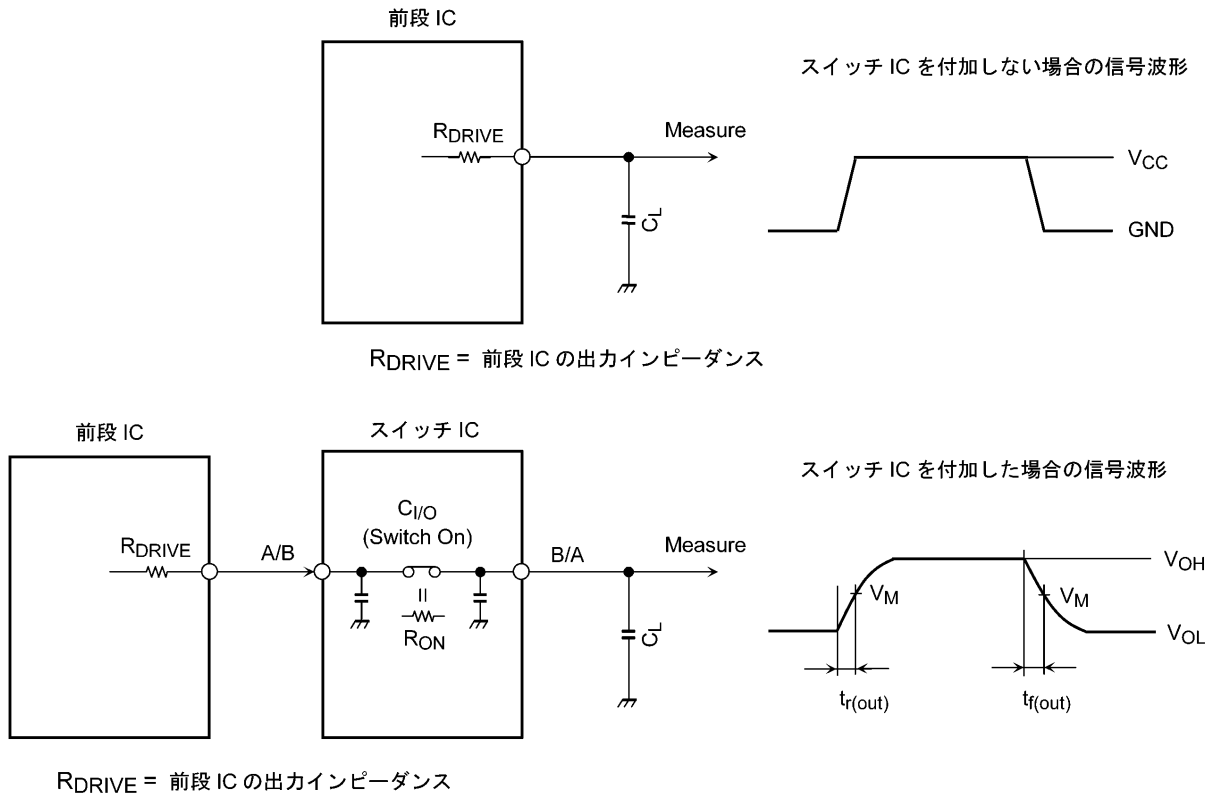 前段 IC
スイッチ IC を付加しない場合の信号波形
RDRIVE
Measure
VCC
CL
GND
RDRIVE = 前段 IC の出力インピーダンス
前段 IC
スイッチ IC
スイッチ IC を付加した場合の信号波形
CI/O
(Switch On)
RDRIVE
A/B
B/A
Measure
VOH
VM
VM
RON
CL
VOL
tr(out)
tf(out)
RDRIVE = 前段 IC の出力インピーダンス